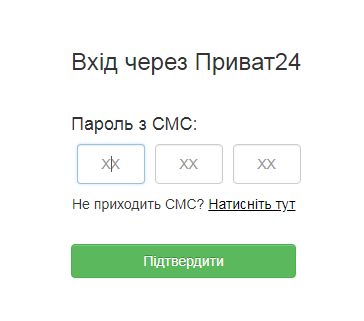 Вхід через Приват24
Пароль з СМС:
XX XX XX
Не приходить СМС? Натисніть тут
Підтвердити